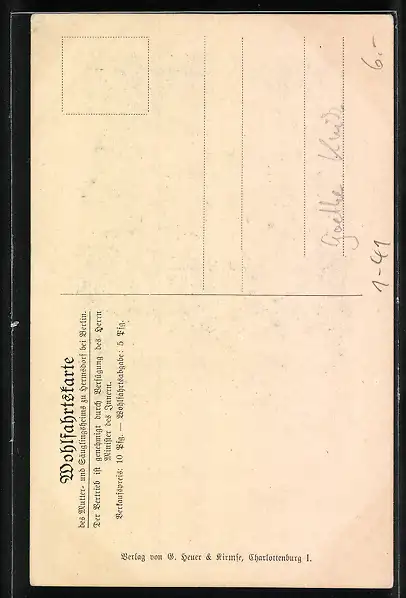 Wohlfahrtskarte
des Mutter- und Säuglingsheims zu Hermsdorf bei Berlin.
Der Vertrieb ist genehmigt durch Verfügung des Herrn
Minister des Innern.
Verkaufspreis: 10 Pfg. — Wohlfahrtsabgabe: 5 Pfg.
Verlag von G. Heuer & Kirmse, Charlottenburg I.
Goethe
1-41
6.-